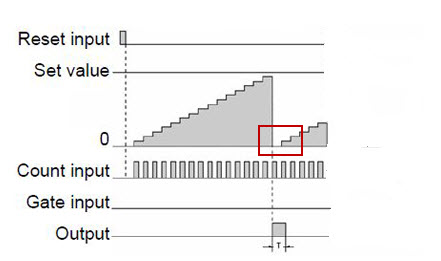 Reset input
Set value
0
Count input
Gate input
Output
T